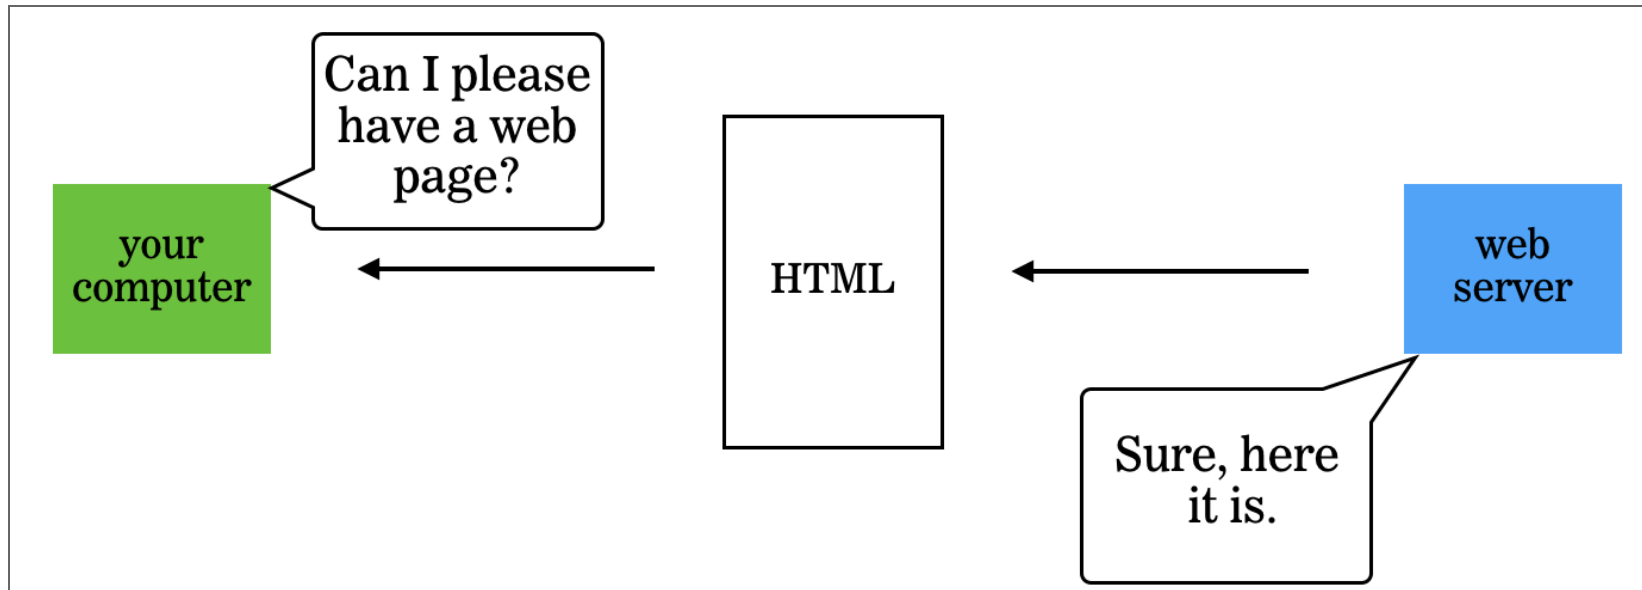 Can I please
have a web
page?
your
computer
HTML
web
server
Sure, here
it is.